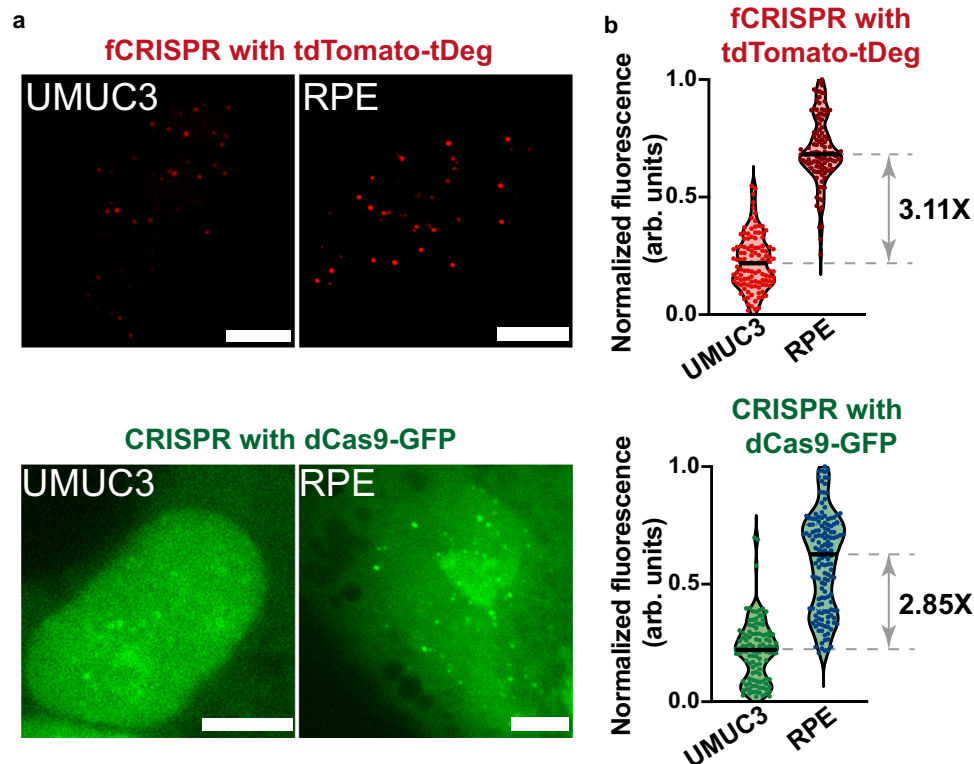 a
fCRISPR with tdTomato-tDeg
UMUC3
RPE
CRISPR with dCas9-GFP
UMUC3
RPE
b
fCRISPR with
tdTomato-tDeg
Normalized fluorescence
(arb. units)
1.0
0.5
0.0
3.11X
UMUC3
RPE
CRISPR with
dCas9-GFP
Normalized fluorescence
(arb. units)
1.0
0.5
0.0
2.85X
UMUC3
RPE